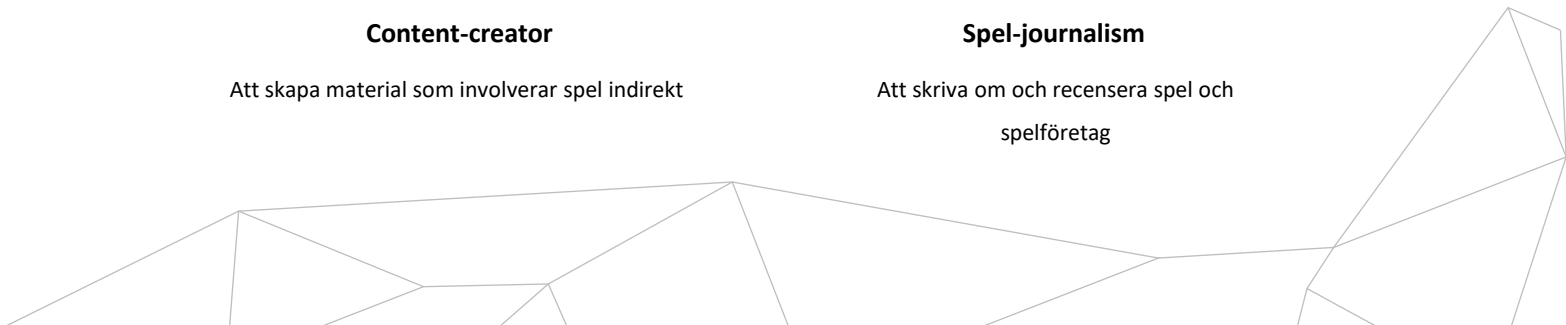 Content-creator
Att skapa material som involverar spel indirekt
Spel-journalism
Att skriva om och recensera spel och
spelföretag